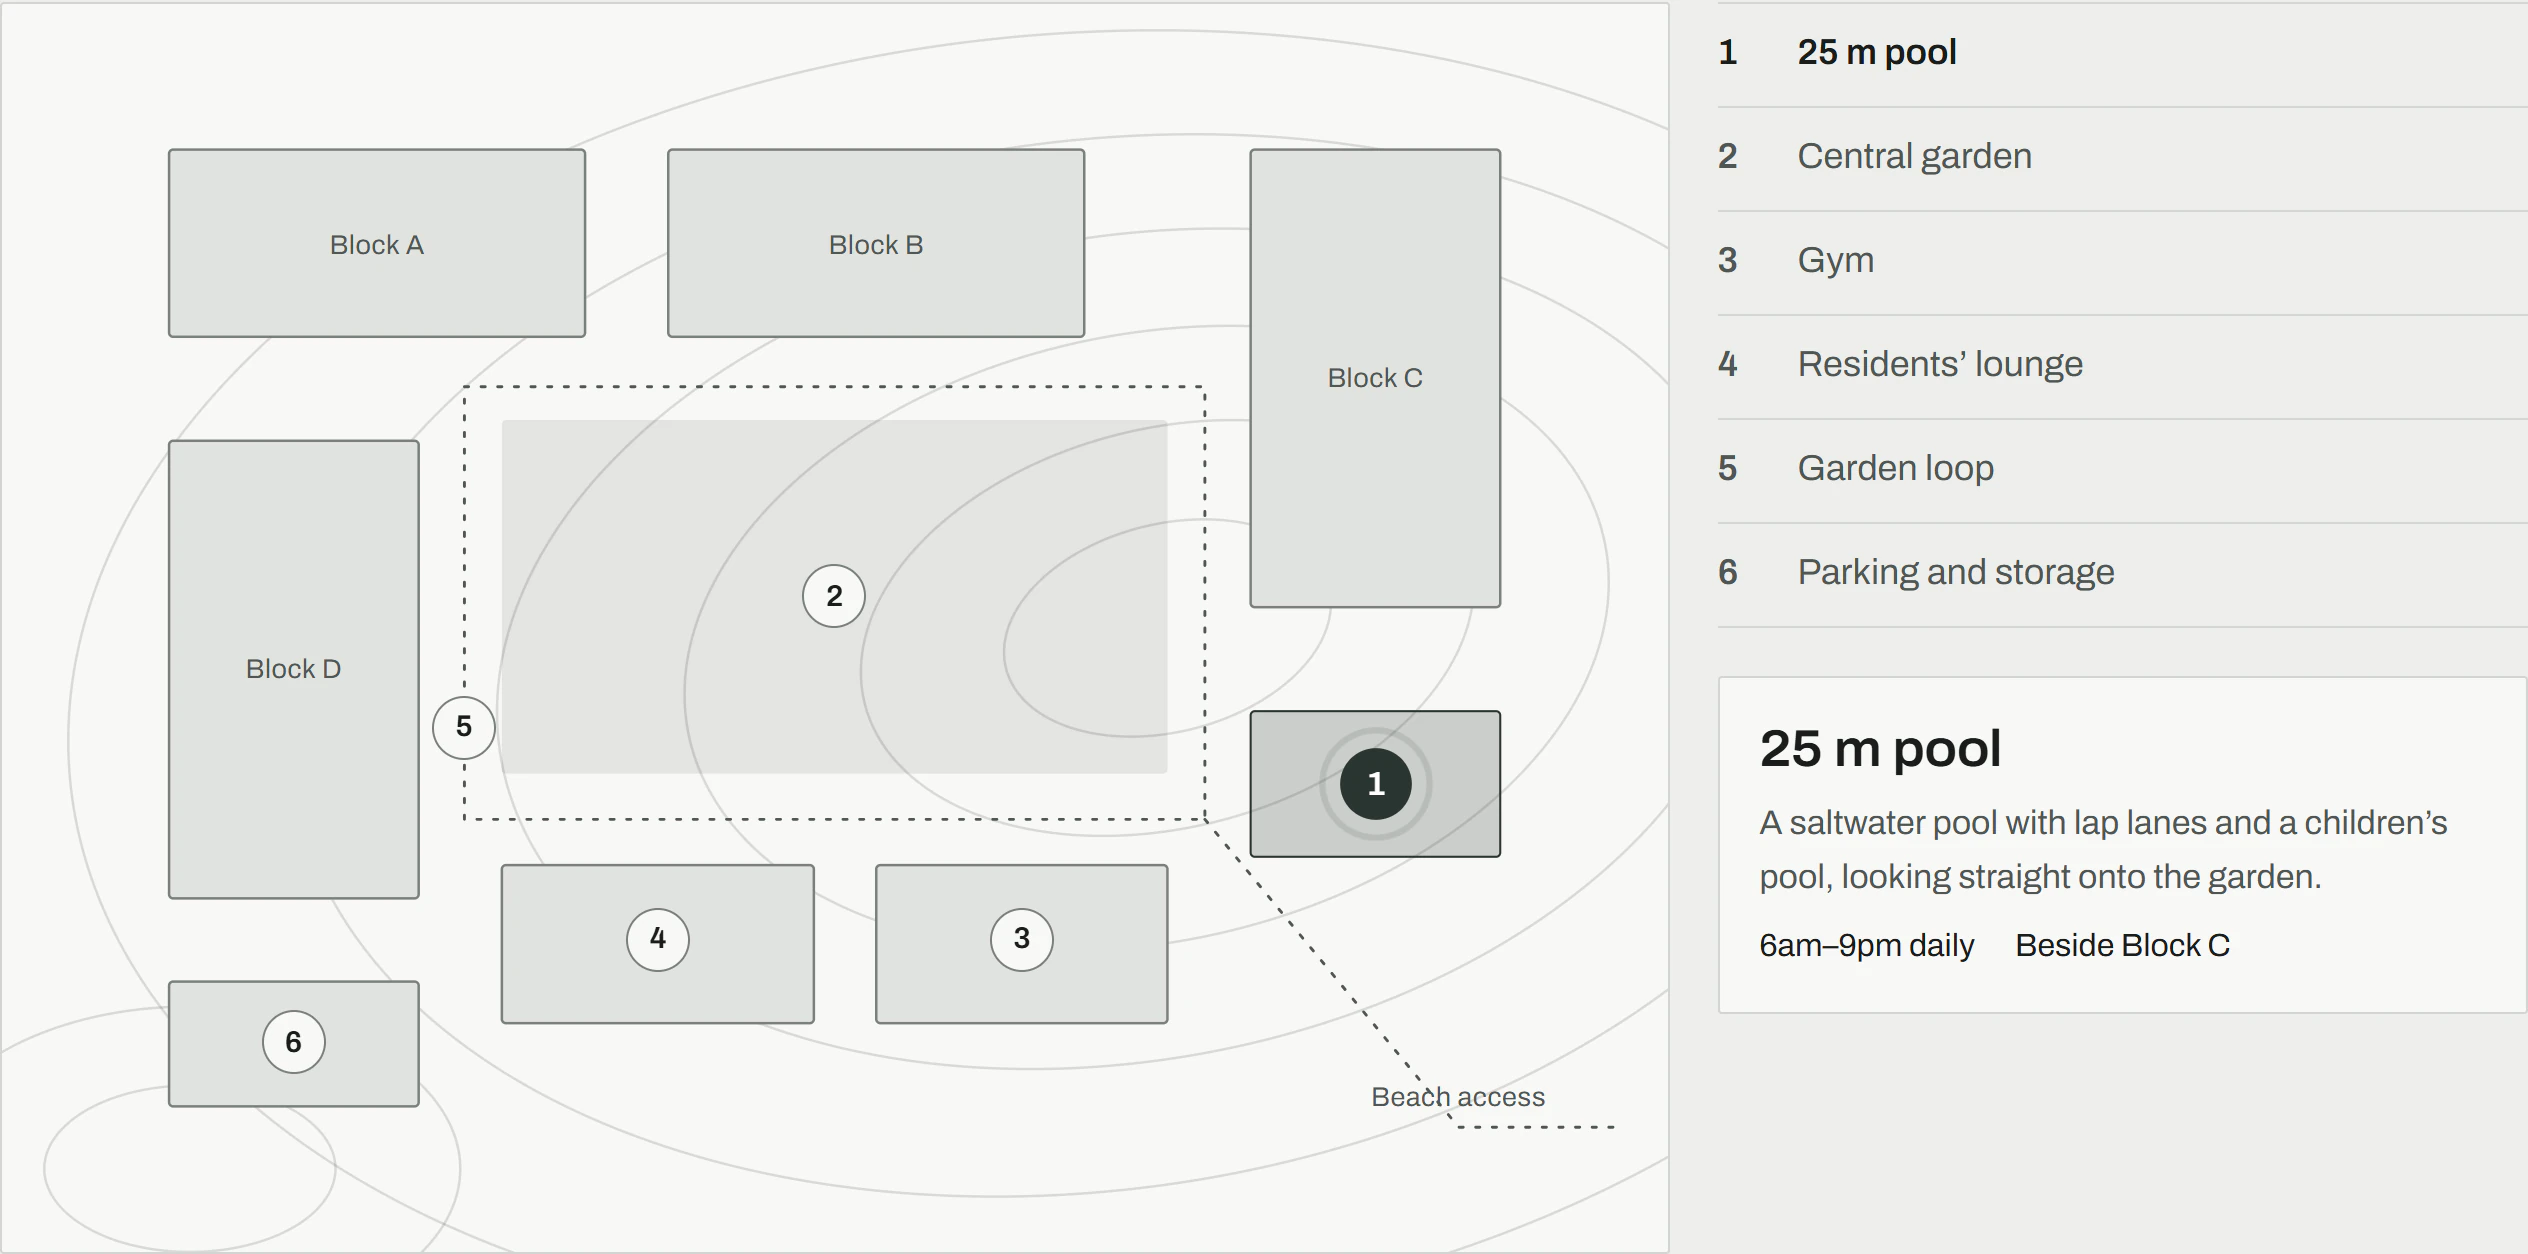 Block A
Block B
Block C
Block D
2
5
1
4
3
6
Beach access
1 25 m pool
2 Central garden
3 Gym
4 Residents’ lounge
5 Garden loop
6 Parking and storage
25 m pool
A saltwater pool with lap lanes and a children’s
pool, looking straight onto the garden.
6am–9pm daily Beside Block C